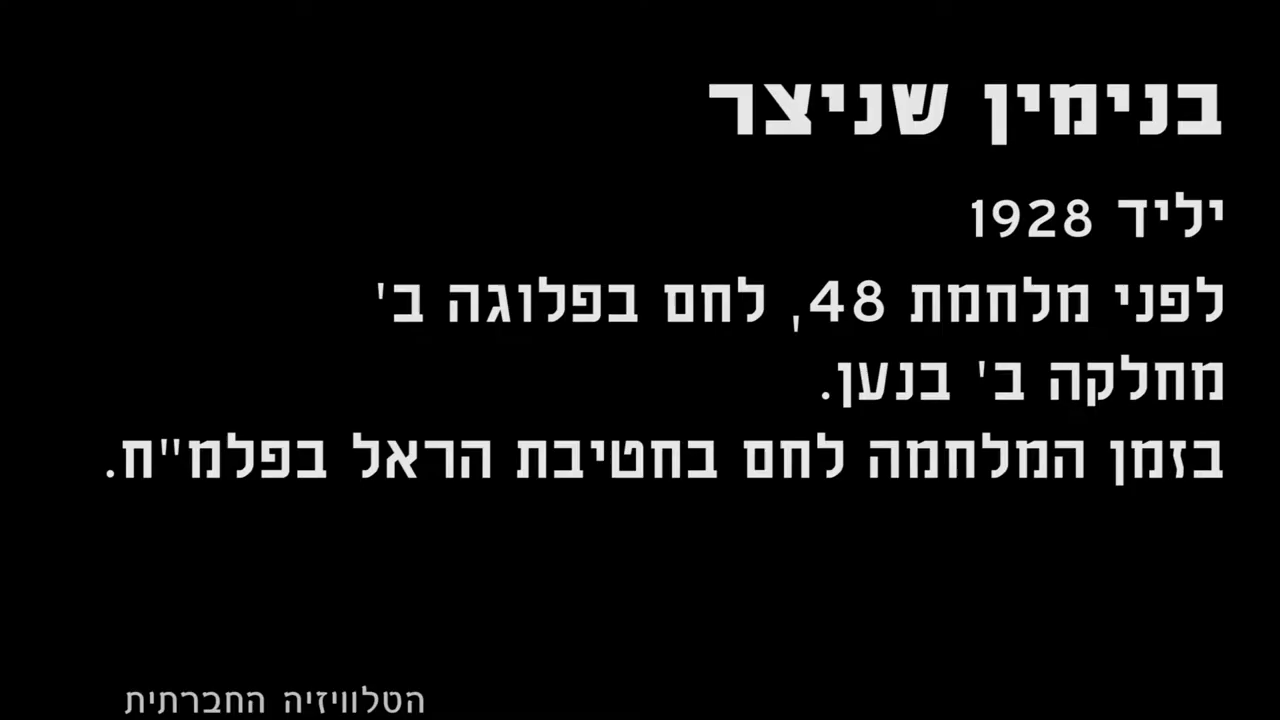 בנימין שניצר
יליד 1928
לפני מלחמת 48, לחם בפלוגה ב'
מחלקה ב' בנען.
בזמן המלחמה לחם בחטיבת הראל בפלמ"ח.
הטלוויזיה החברתית